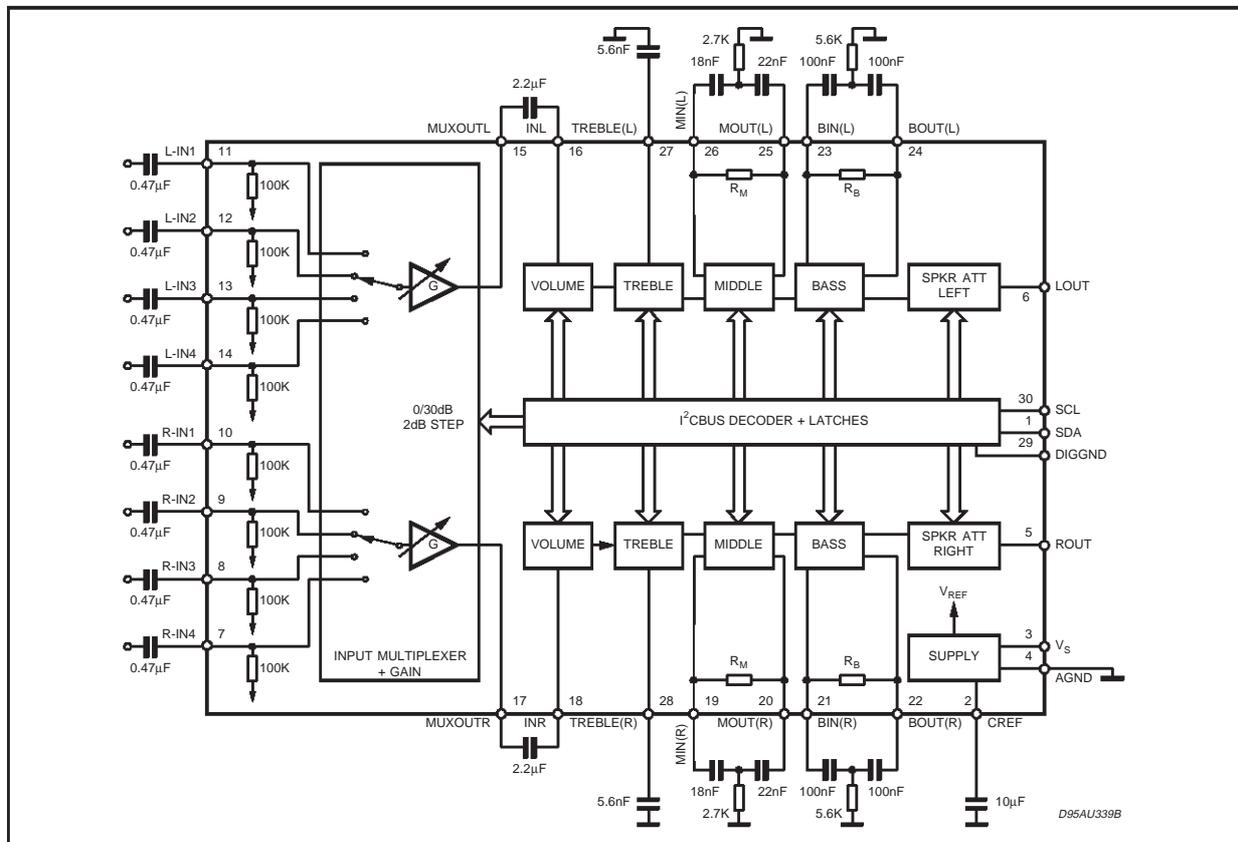 2.7K
5.6K
5.6nF
18nF
22nF
100nF
100nF
2.2μF
MIN(L)
MUXOUTL
INL
TREBLE(L)
MOUT(L)
BIN(L)
BOUT(L)
15
16
27
26
25
23
24
L-IN1
11
0.47μF
100K
R_M
R_B
L-IN2
12
0.47μF
100K
G
VOLUME
TREBLE
MIDDLE
BASS
SPKR ATT
LEFT
6
LOUT
L-IN3
13
0.47μF
100K
L-IN4
14
0.47μF
100K
0/30dB
2dB STEP
I²CBUS DECODER + LATCHES
30
SCL
1
SDA
29
DIGGND
R-IN1
10
0.47μF
100K
R-IN2
9
0.47μF
100K
G
VOLUME
TREBLE
MIDDLE
BASS
SPKR ATT
RIGHT
5
ROUT
R-IN3
8
0.47μF
100K
V_REF
R-IN4
7
0.47μF
100K
INPUT MULTIPLEXER
+ GAIN
R_M
R_B
SUPPLY
3
V_S
4
AGND
17
18
28
19
20
21
22
2
MUXOUTR
INR
TREBLE(R)
MIN(R)
MOUT(R)
BIN(R)
BOUT(R)
CREF
2.2μF
18nF
22nF
100nF
100nF
5.6nF
2.7K
5.6K
10μF
D95AU339B